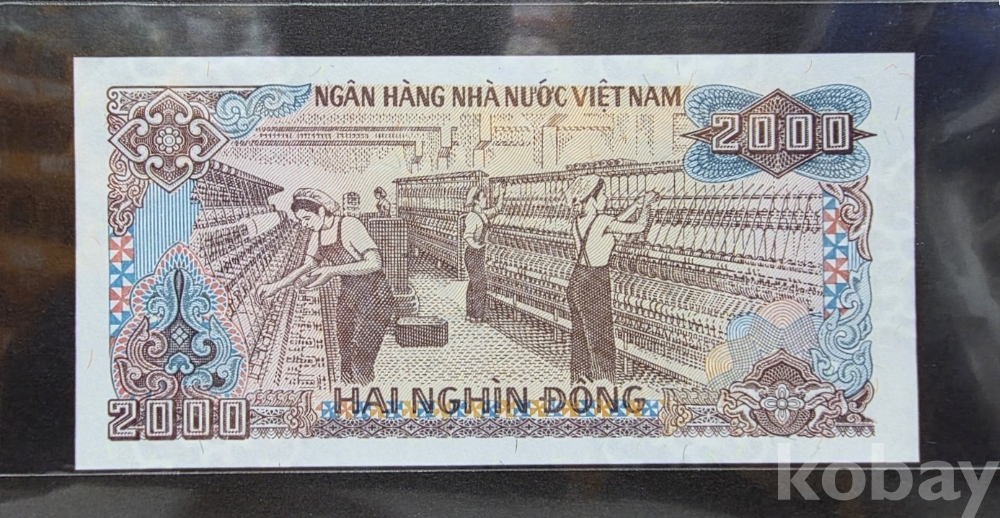 NGÂN HÀNG NHÀ NƯỚC VIỆT NAM
2000
HAI NGHÌN ĐỒNG
2000
kobay